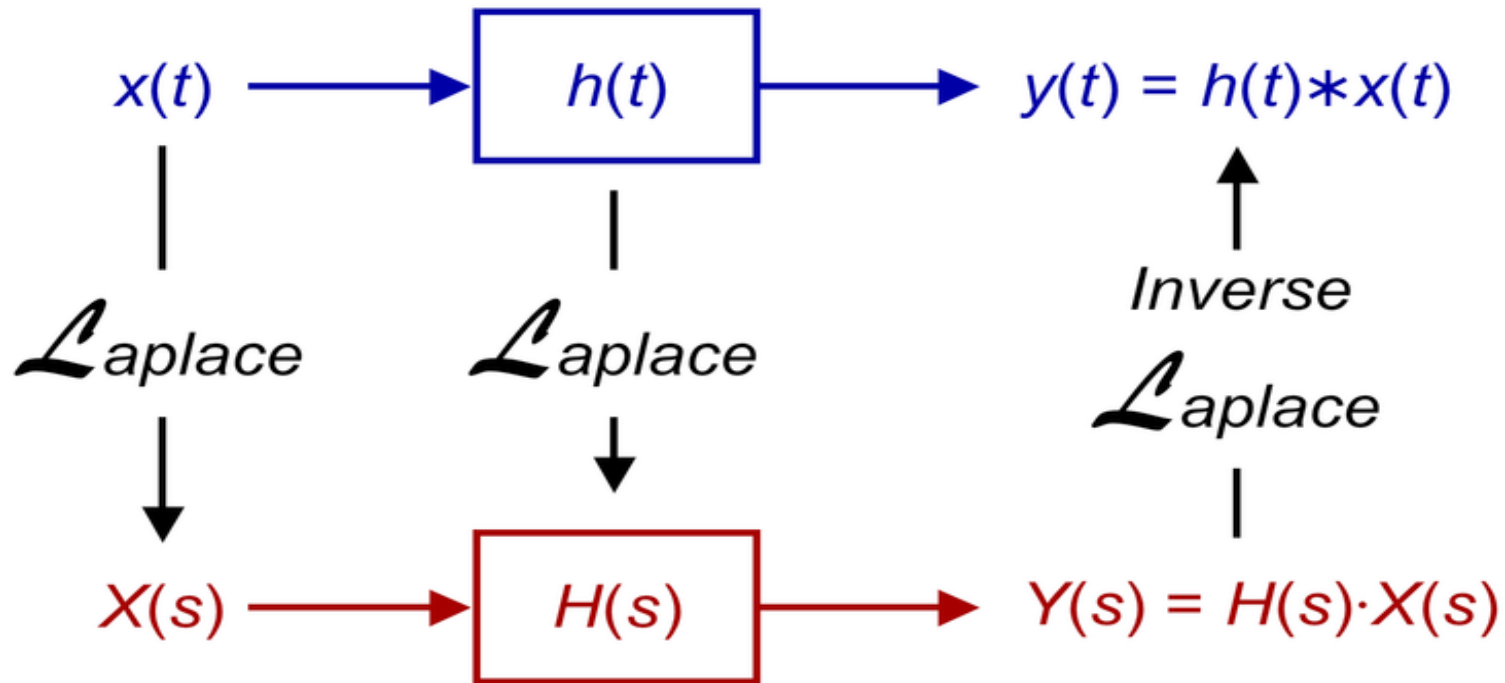 x(t)
h(t)
y(t) = h(t)∗x(t)
Laplace
Laplace
Inverse
Laplace
X(s)
H(s)
Y(s) = H(s)·X(s)